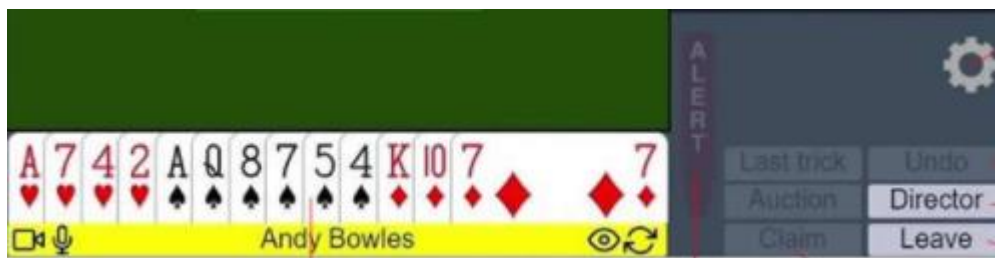 A 7 4 2 A Q 8 7 5 4 K 10 7 7
Andy Bowles
ALERT
Last trick Undo
Auction Director
Claim Leave